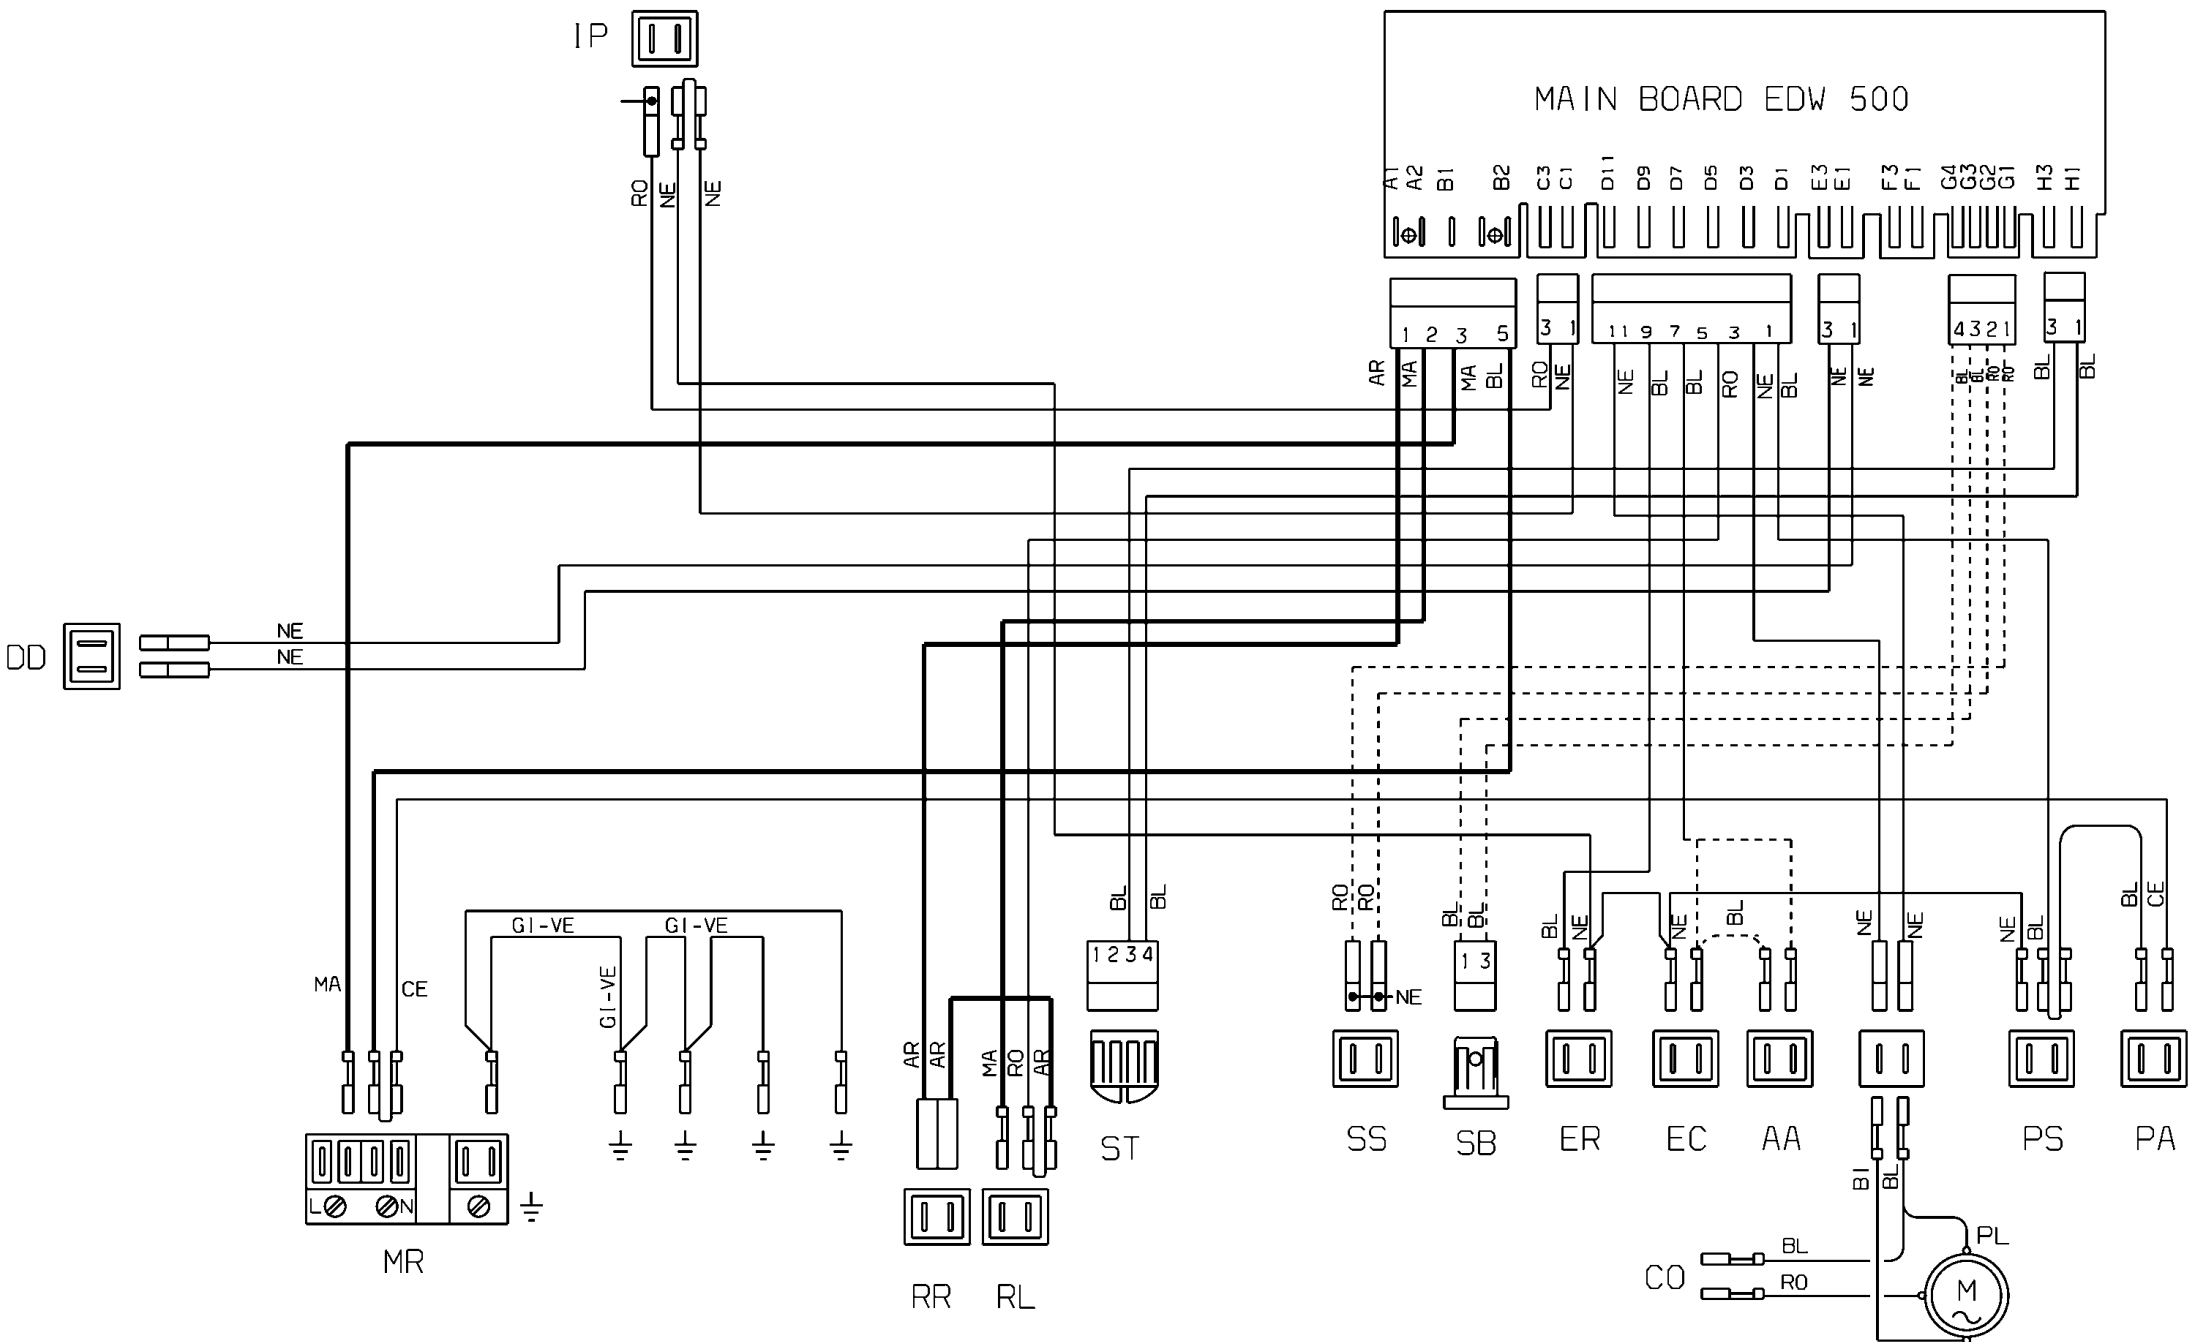 IP
MAIN BOARD EDW 500
A1 A2 B1 B2 C3 C1 D11 D9 D7 D5 D3 D1 E3 E1 F3 F1 G4 G3 G2 G1 H3 H1
RO NE NE
1 2 3 5 3 1 11 9 7 5 3 1 3 1 4 3 2 1 3 1
AR MA MA BL RO NE NE BL BL RO NE BL NE NE BL BL RO RO BL BL
DD
NE
NE
BL BL RO RO BL BL BL NE NE BL NE NE NE BL BL CE
GI-VE GI-VE
GI-VE
MA CE
1 2 3 4
1 3
NE
AR AR MA RO AR
ST SS SB ER EC AA PS PA
L N
MR
BI BL
PL
RR RL
CO
BL
RO
M